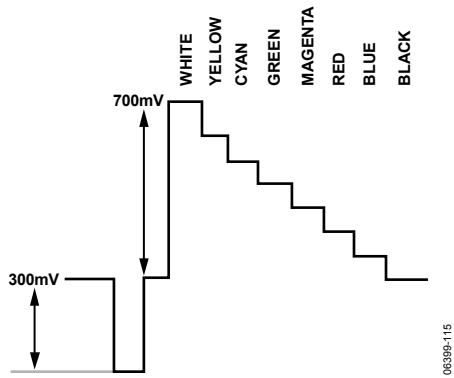 WHITE
YELLOW
CYAN
GREEN
MAGENTA
RED
BLUE
BLACK
700mV
300mV
06399-115